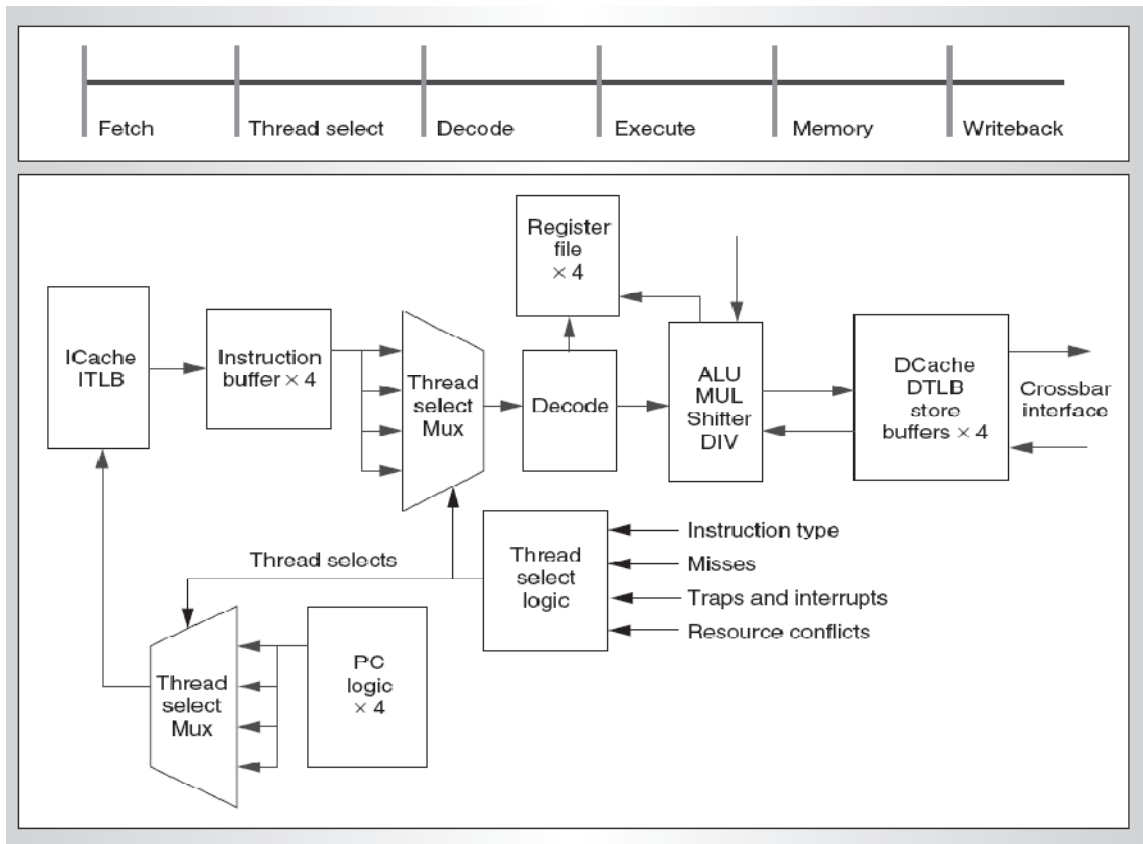 Fetch
Thread select
Decode
Execute
Memory
Writeback
Register
file
× 4
ICache
ITLB
Instruction
buffer × 4
Thread
select
Mux
Decode
ALU
MUL
Shifter
DIV
DCache
DTLB
store
buffers × 4
Crossbar
interface
Thread selects
Thread
select
logic
Instruction type
Misses
Traps and interrupts
Resource conflicts
Thread
select
Mux
PC
logic
× 4